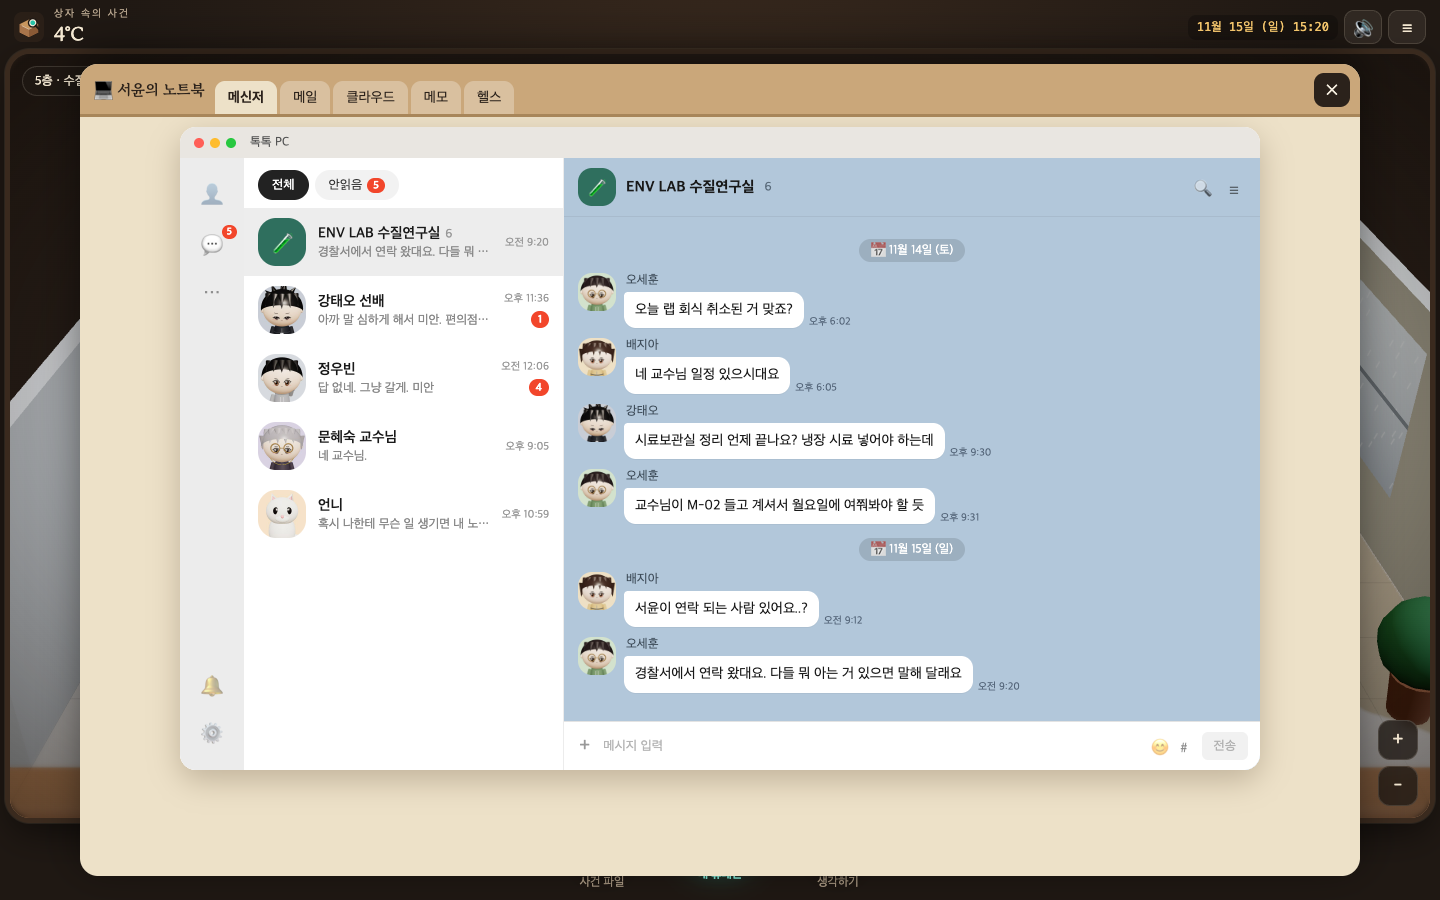 상자 속의 사건
4°C
11월 15일 (일) 15:20
5층 · 수질
서윤의 노트북
메신저
메일
클라우드
메모
헬스
톡톡 PC
전체
안읽음 5
5
ENV LAB 수질연구실 6
오전 9:20
경찰서에서 연락 왔대요. 다들 뭐 ···
강태오 선배
오후 11:36
아까 말 심하게 해서 미안. 편의점···
1
정우빈
오전 12:06
답 없네. 그냥 갈게. 미안
4
문혜숙 교수님
오후 9:05
네 교수님.
언니
오후 10:59
혹시 나한테 무슨 일 생기면 내 노···
ENV LAB 수질연구실 6
11월 14일 (토)
오세훈
오늘 랩 회식 취소된 거 맞죠?
오후 6:02
배지아
네 교수님 일정 있으시대요
오후 6:05
강태오
시료보관실 정리 언제 끝나요? 냉장 시료 넣어야 하는데
오후 9:30
오세훈
교수님이 M-02 들고 계셔서 월요일에 여쭤봐야 할 듯
오후 9:31
11월 15일 (일)
배지아
서윤이 연락 되는 사람 있어요..?
오전 9:12
오세훈
경찰서에서 연락 왔대요. 다들 뭐 아는 거 있으면 말해 달래요
오전 9:20
+
메시지 입력
#
전송
+
-
사건 파일
생각하기